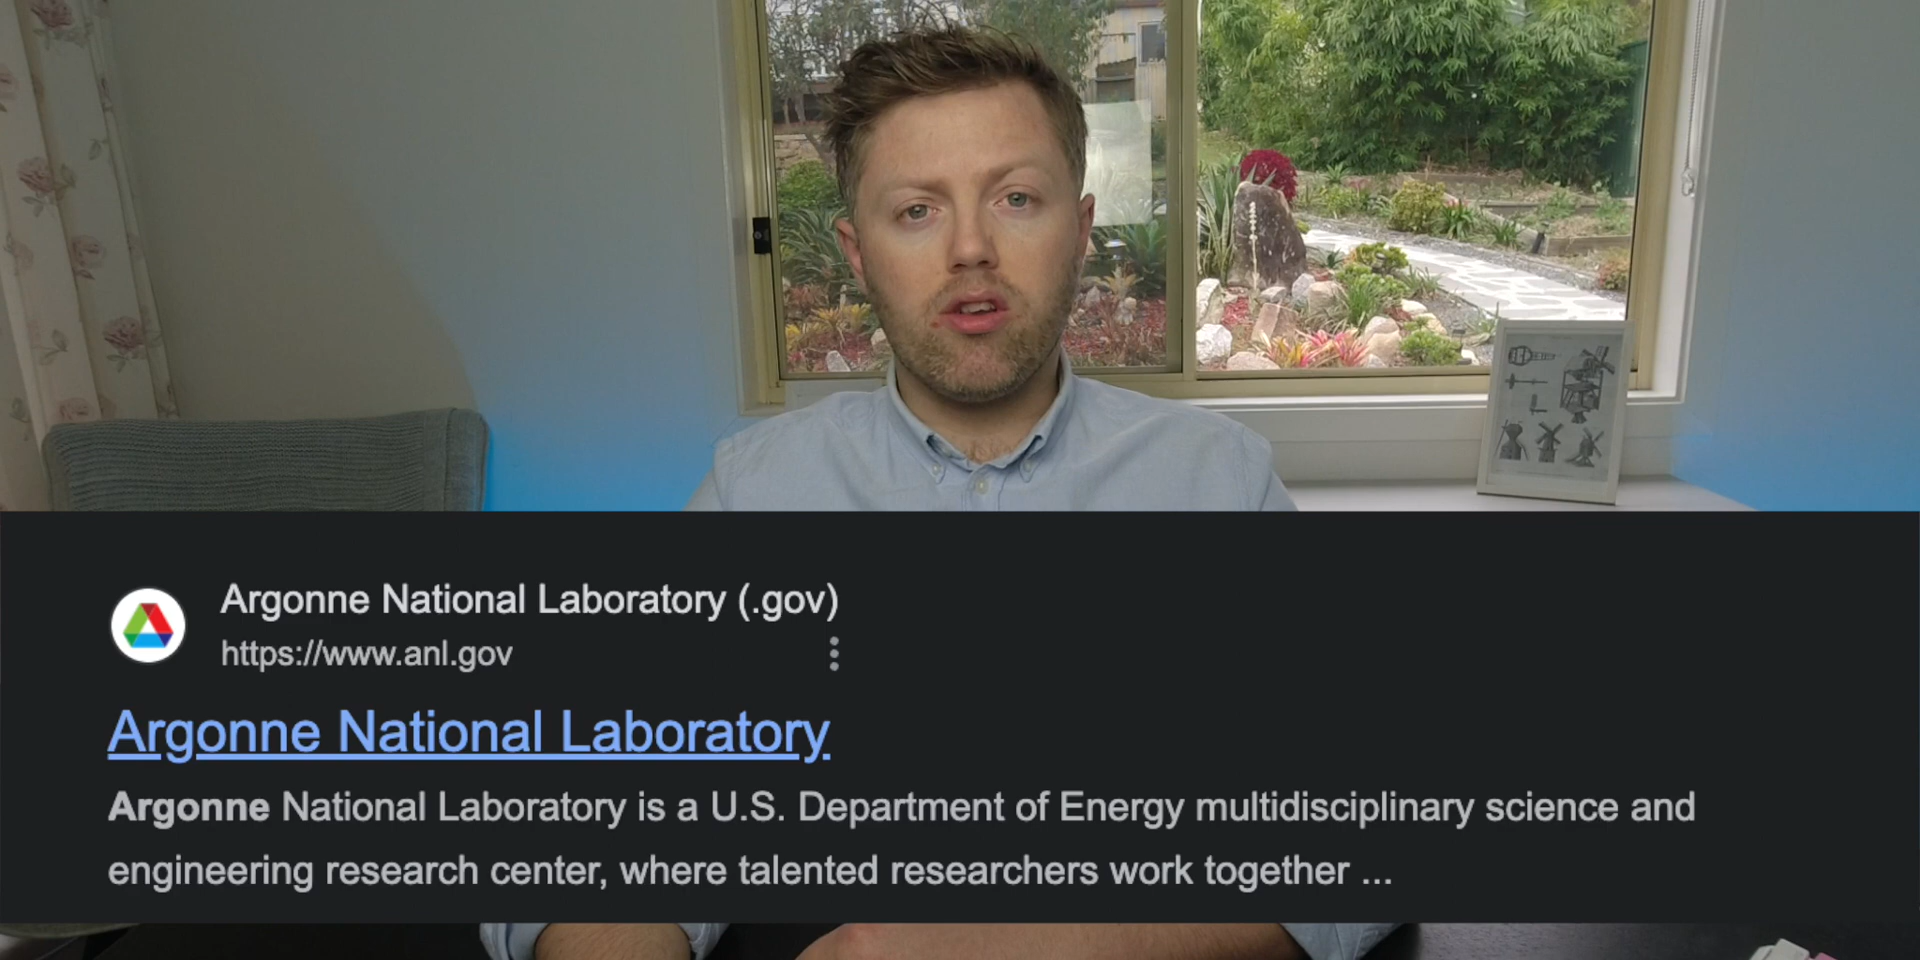 Argonne National Laboratory (.gov)
https://www.anl.gov
Argonne National Laboratory
Argonne National Laboratory is a U.S. Department of Energy multidisciplinary science and
engineering research center, where talented researchers work together ...